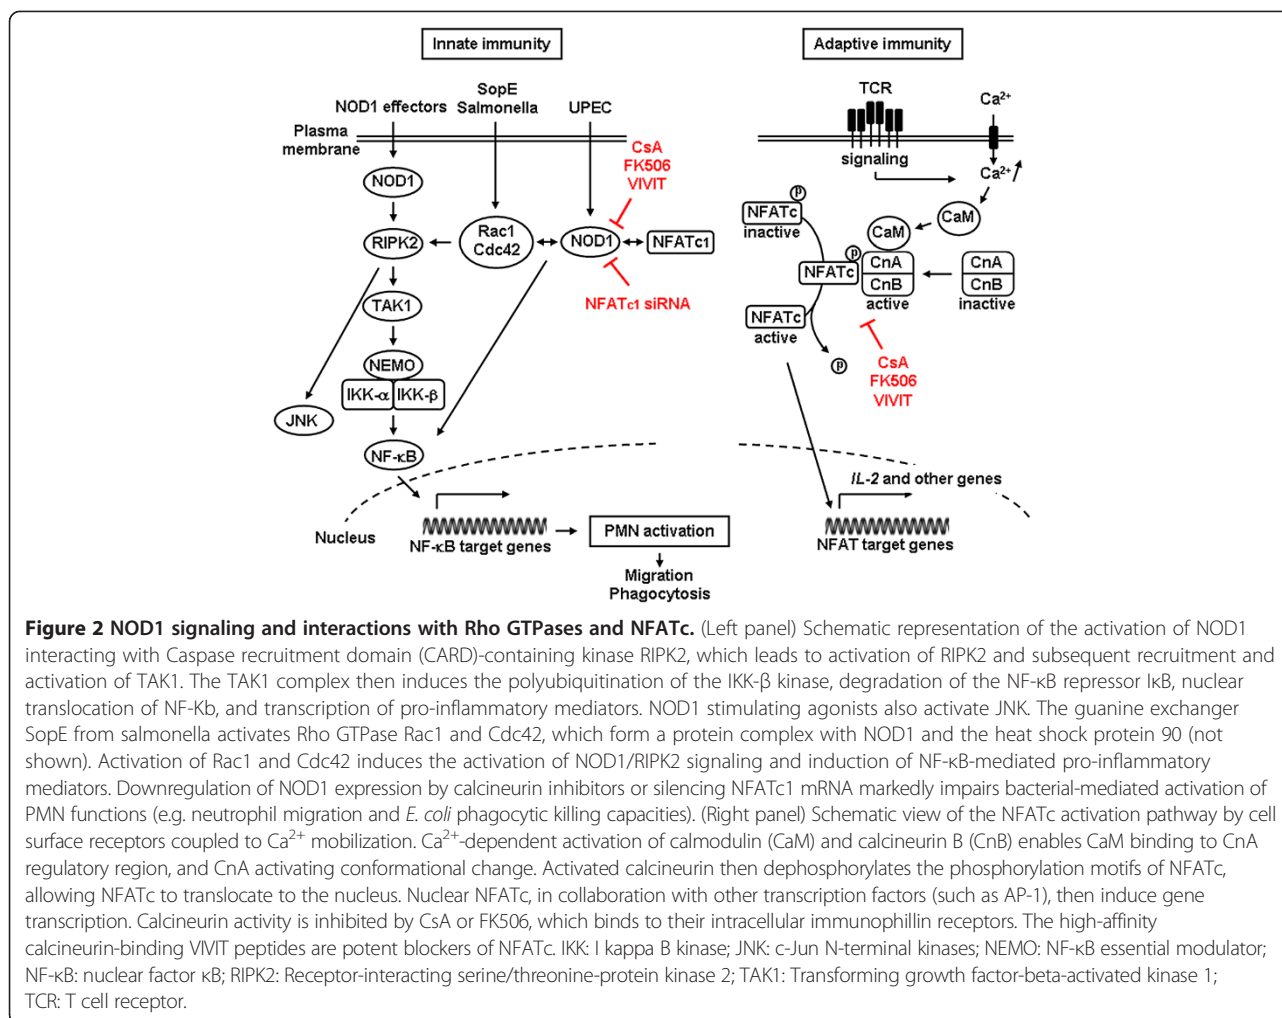 Innate immunity
NOD1 effectors
SopE
Salmonella
UPEC
Plasma
membrane
CsA
FK506
VIVIT
NOD1
RIPK2
Rac1
Cdc42
NOD1
NFATc1
TAK1
NFATc1 siRNA
NEMO
IKK-α
IKK-β
JNK
NF-κB
Nucleus
NF-κB target genes
PMN activation
Migration
Phagocytosis
Adaptive immunity
TCR
Ca2+
signaling
Ca2+
P
NFATc
inactive
CaM
CaM
P
NFATc
CnA
CnB
active
CnA
CnB
inactive
NFATc
active
P
CsA
FK506
VIVIT
IL-2 and other genes
NFAT target genes
Figure 2 NOD1 signaling and interactions with Rho GTPases and NFATc. (Left panel) Schematic representation of the activation of NOD1
interacting with Caspase recruitment domain (CARD)-containing kinase RIPK2, which leads to activation of RIPK2 and subsequent recruitment and
activation of TAK1. The TAK1 complex then induces the polyubiquitination of the IKK-β kinase, degradation of the NF-κB repressor IκB, nuclear
translocation of NF-Kb, and transcription of pro-inflammatory mediators. NOD1 stimulating agonists also activate JNK. The guanine exchanger
SopE from salmonella activates Rho GTPase Rac1 and Cdc42, which form a protein complex with NOD1 and the heat shock protein 90 (not
shown). Activation of Rac1 and Cdc42 induces the activation of NOD1/RIPK2 signaling and induction of NF-κB-mediated pro-inflammatory
mediators. Downregulation of NOD1 expression by calcineurin inhibitors or silencing NFATc1 mRNA markedly impairs bacterial-mediated activation of
PMN functions (e.g. neutrophil migration and E. coli phagocytic killing capacities). (Right panel) Schematic view of the NFATc activation pathway by cell
surface receptors coupled to Ca2+ mobilization. Ca2+-dependent activation of calmodulin (CaM) and calcineurin B (CnB) enables CaM binding to CnA
regulatory region, and CnA activating conformational change. Activated calcineurin then dephosphorylates the phosphorylation motifs of NFATc,
allowing NFATc to translocate to the nucleus. Nuclear NFATc, in collaboration with other transcription factors (such as AP-1), then induce gene
transcription. Calcineurin activity is inhibited by CsA or FK506, which binds to their intracellular immunophillin receptors. The high-affinity
calcineurin-binding VIVIT peptides are potent blockers of NFATc. IKK: I kappa B kinase; JNK: c-Jun N-terminal kinases; NEMO: NF-κB essential modulator;
NF-κB: nuclear factor κB; RIPK2: Receptor-interacting serine/threonine-protein kinase 2; TAK1: Transforming growth factor-beta-activated kinase 1;
TCR: T cell receptor.